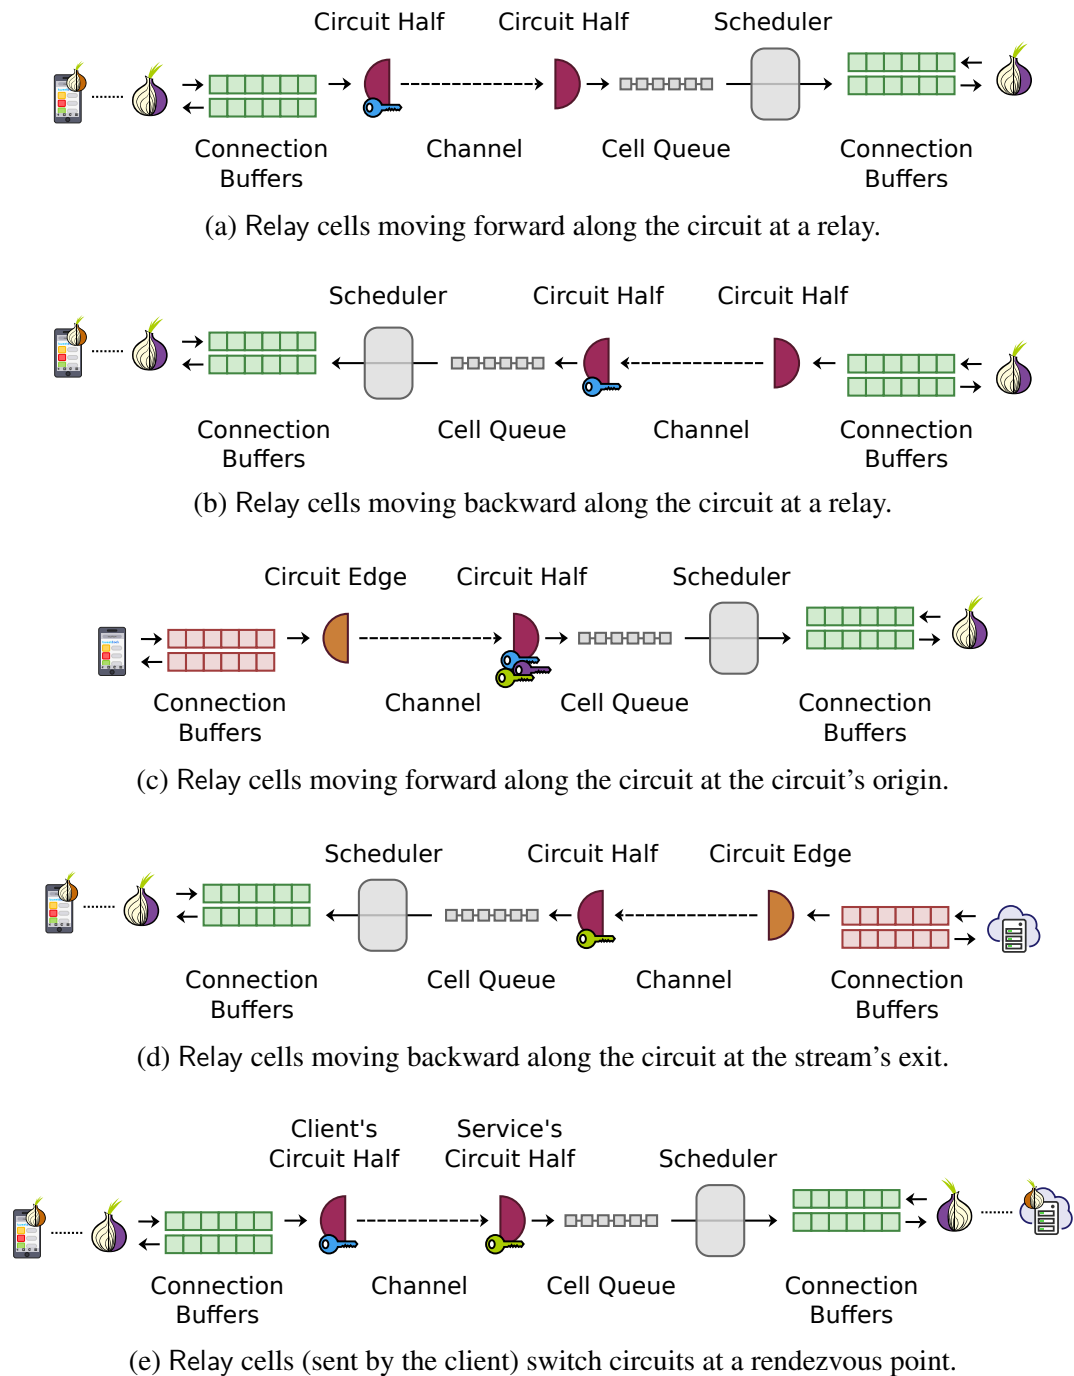 Circuit Half Circuit Half Scheduler
Connection Buffers Channel Cell Queue Connection Buffers
(a) Relay cells moving forward along the circuit at a relay.
Scheduler Circuit Half Circuit Half
Connection Buffers Cell Queue Channel Connection Buffers
(b) Relay cells moving backward along the circuit at a relay.
Circuit Edge Circuit Half Scheduler
Connection Buffers Channel Cell Queue Connection Buffers
(c) Relay cells moving forward along the circuit at the circuit's origin.
Scheduler Circuit Half Circuit Edge
Connection Buffers Cell Queue Channel Connection Buffers
(d) Relay cells moving backward along the circuit at the stream's exit.
Client's Circuit Half Service's Circuit Half Scheduler
Connection Buffers Channel Cell Queue Connection Buffers
(e) Relay cells (sent by the client) switch circuits at a rendezvous point.